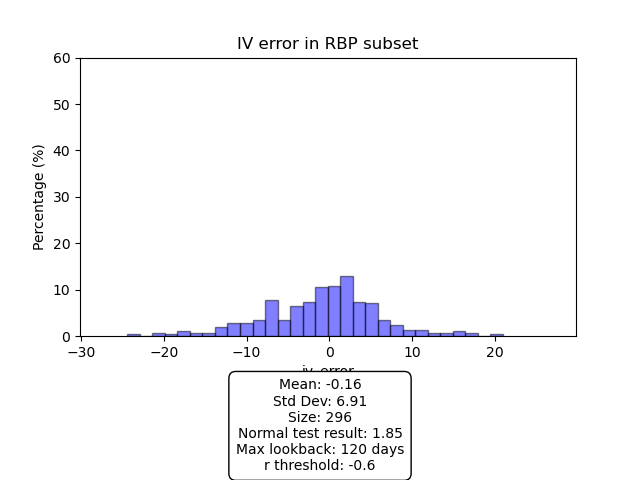 IV error in RBP subset
60
50
40
30
20
10
0
Percentage (%)
−30
−20
−10
0
10
20
Mean: -0.16
Std Dev: 6.91
Size: 296
Normal test result: 1.85
Max lookback: 120 days
r threshold: -0.6